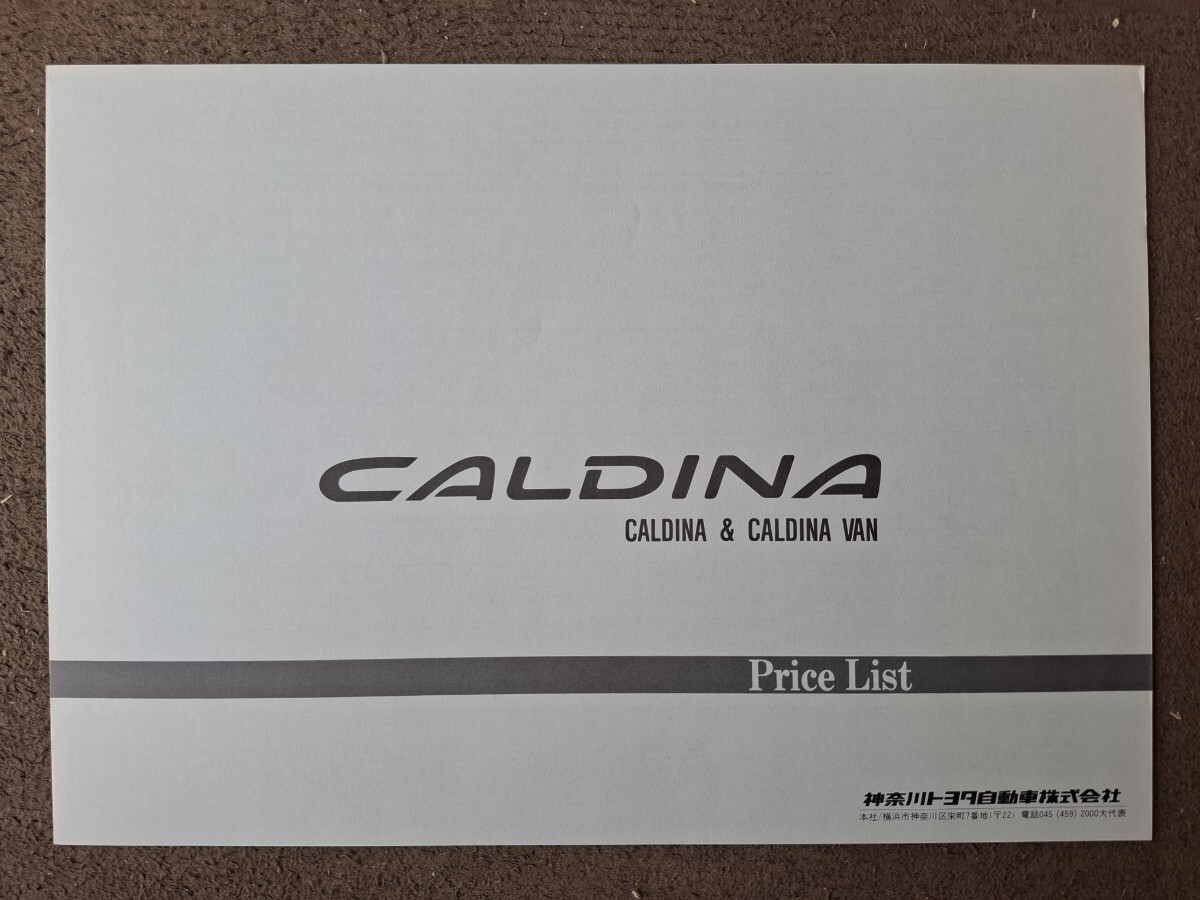 CALDINA
CALDINA & CALDINA VAN
Price List
神奈川トヨタ自動車株式会社
本社/横浜市神奈川区栄町7番地1〒221 電話045 (459) 2000大代表